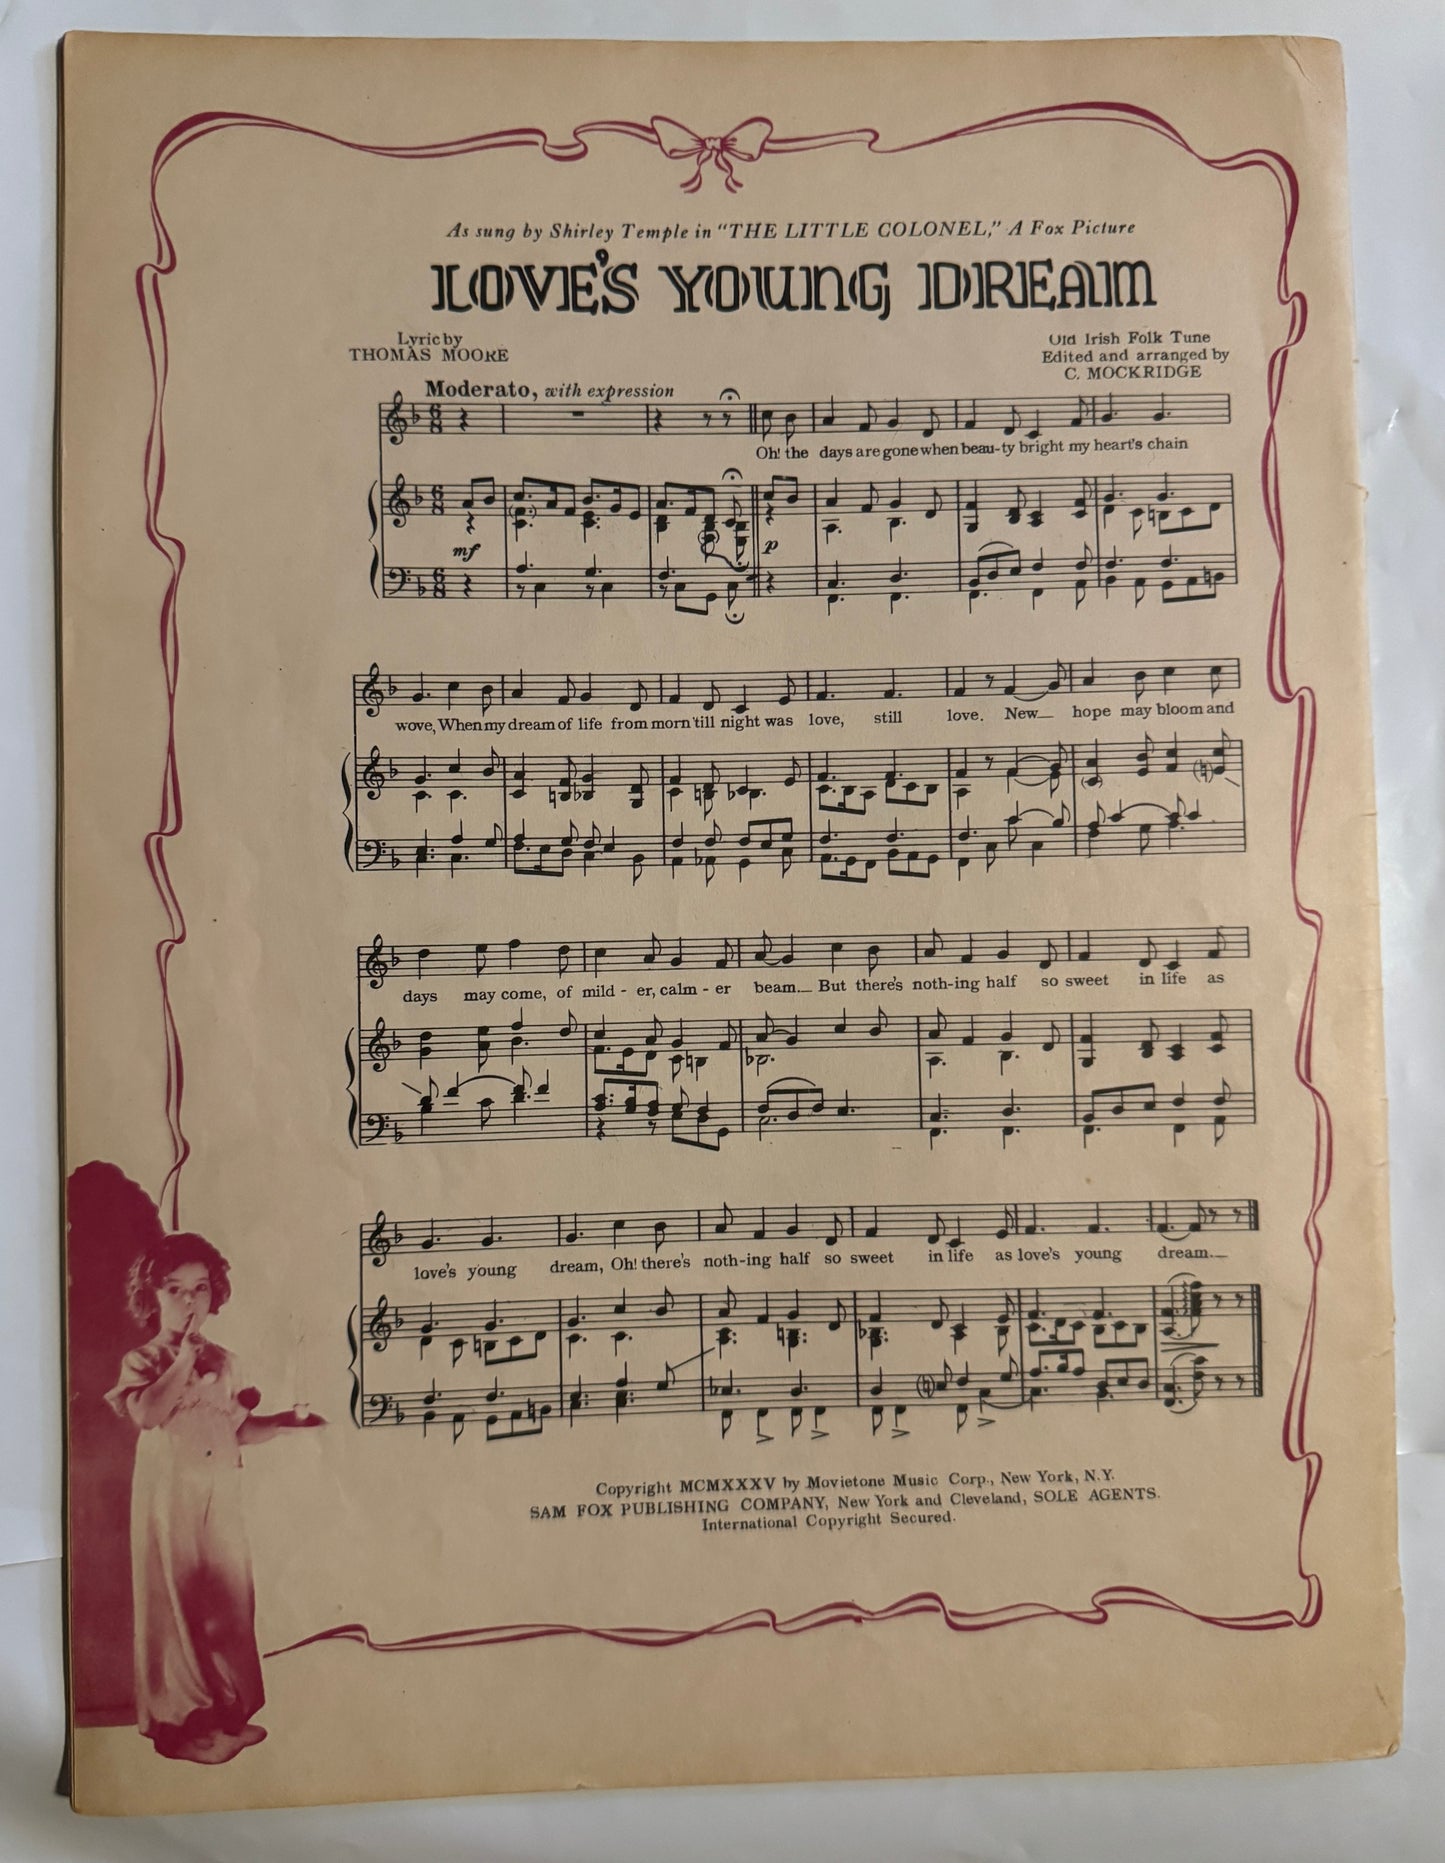 As sung by Shirley Temple in “THE LITTLE COLONEL,” A Fox Picture
LOVE'S YOUNG DREAM
Lyric by
THOMAS MOORE
Old Irish Folk Tune
Edited and arranged by
C. MOCKRIDGE
Moderato, with expression
Oh! the days are gone when beau-ty bright my heart's chain
mf
p
wove, When my dream of life from morn 'till night was love, still love. New hope may bloom and
days may come, of mild - er, calm - er beam. But there's noth-ing half so sweet in life as
love's young dream, Oh! there's noth-ing half so sweet in life as love's young dream.
Copyright MCMXXXV by Movietone Music Corp., New York, N.Y.
SAM FOX PUBLISHING COMPANY, New York and Cleveland, SOLE AGENTS.
International Copyright Secured.